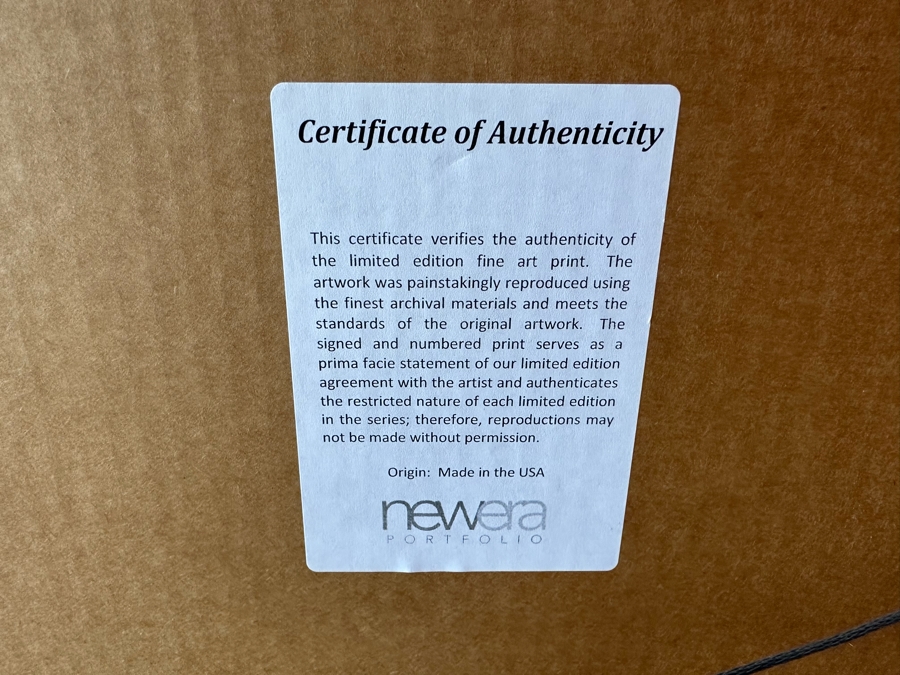 Certificate of Authenticity
This certificate verifies the authenticity of
the limited edition fine art print. The
artwork was painstakingly reproduced using
the finest archival materials and meets the
standards of the original artwork. The
signed and numbered print serves as a
prima facie statement of our limited edition
agreement with the artist and authenticates
the restricted nature of each limited edition
in the series; therefore, reproductions may
not be made without permission.
Origin: Made in the USA
newera
PORTFOLIO